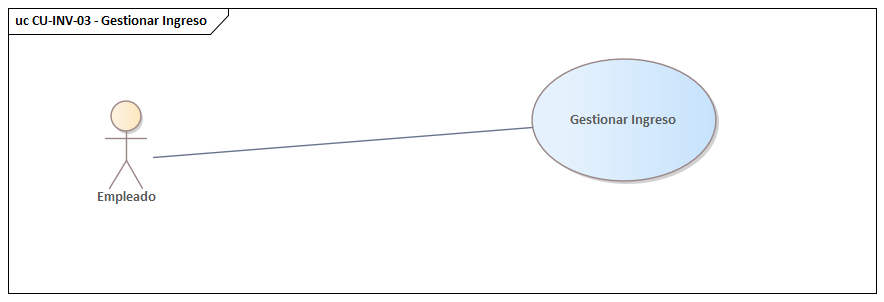 uc CU-INV-03 - Gestionar Ingreso
Gestionar Ingreso
Empleado